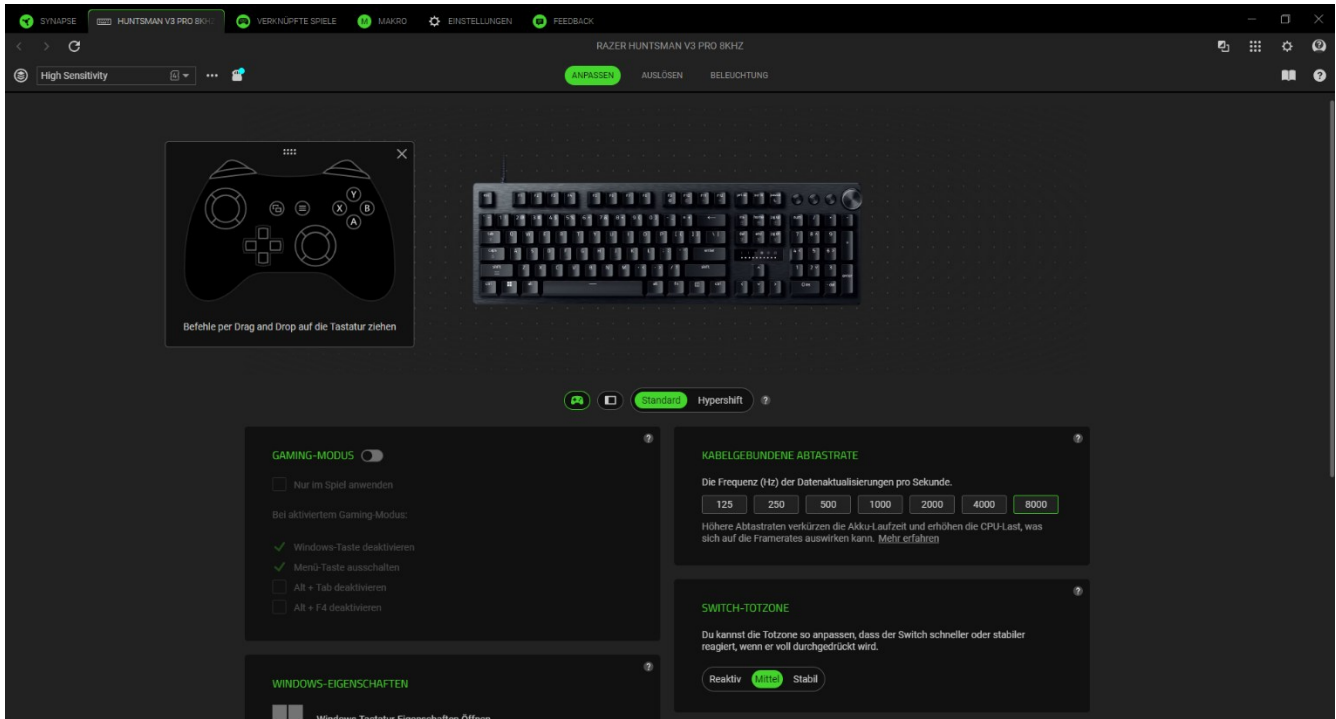 SYNAPSE
HUNTSMAN V3 PRO 8KHZ
VERKNÜPFTE SPIELE
MAKRO
EINSTELLUNGEN
FEEDBACK
RAZER HUNTSMAN V3 PRO 8KHZ
High Sensitivity
ANPASSEN
AUSLÖSEN
BELEUCHTUNG
Y
X
B
A
Befehle per Drag and Drop auf die Tastatur ziehen
Standard
Hypershift
GAMING-MODUS
Nur im Spiel anwenden
Bei aktiviertem Gaming-Modus:
Windows-Taste deaktivieren
Menü-Taste ausschalten
Alt + Tab deaktivieren
Alt + F4 deaktivieren
WINDOWS-EIGENSCHAFTEN
Windows Tastatur Eigenschaften Öffnen
KABELGEBUNDENE ABTASTRATE
Die Frequenz (Hz) der Datenaktualisierungen pro Sekunde.
125 250 500 1000 2000 4000 8000
Höhere Abtastraten verkürzen die Akku-Laufzeit und erhöhen die CPU-Last, was
sich auf die Framerates auswirken kann. Mehr erfahren
SWITCH-TOTZONE
Du kannst die Totzone so anpassen, dass der Switch schneller oder stabiler
reagiert, wenn er voll durchgedrückt wird.
Reaktiv Mittel Stabil